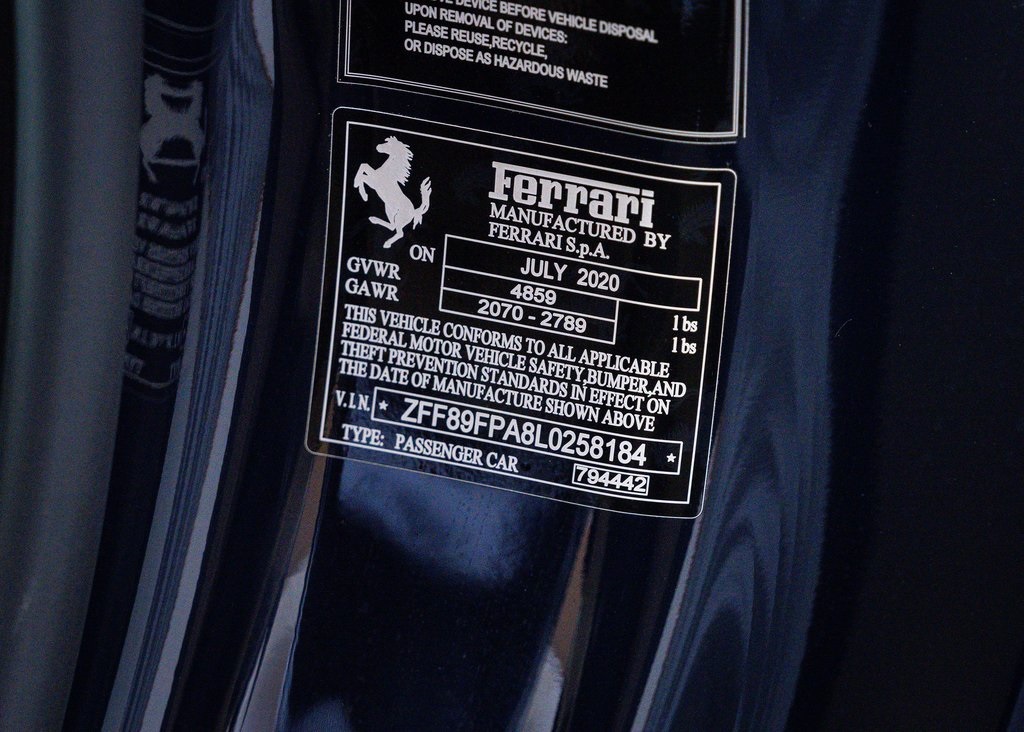 DEVICE BEFORE VEHICLE DISPOSAL
UPON REMOVAL OF DEVICES:
PLEASE REUSE,RECYCLE,
OR DISPOSE AS HAZARDOUS WASTE
Ferrari
MANUFACTURED BY
FERRARI S.p.A.
ON JULY 2020
GVWR 4859 lbs
GAWR 2070 - 2789 lbs
THIS VEHICLE CONFORMS TO ALL APPLICABLE
FEDERAL MOTOR VEHICLE SAFETY,BUMPER,AND
THEFT PREVENTION STANDARDS IN EFFECT ON
THE DATE OF MANUFACTURE SHOWN ABOVE
V.I.N. * ZFF89FPA8L0258184 *
TYPE: PASSENGER CAR 794442